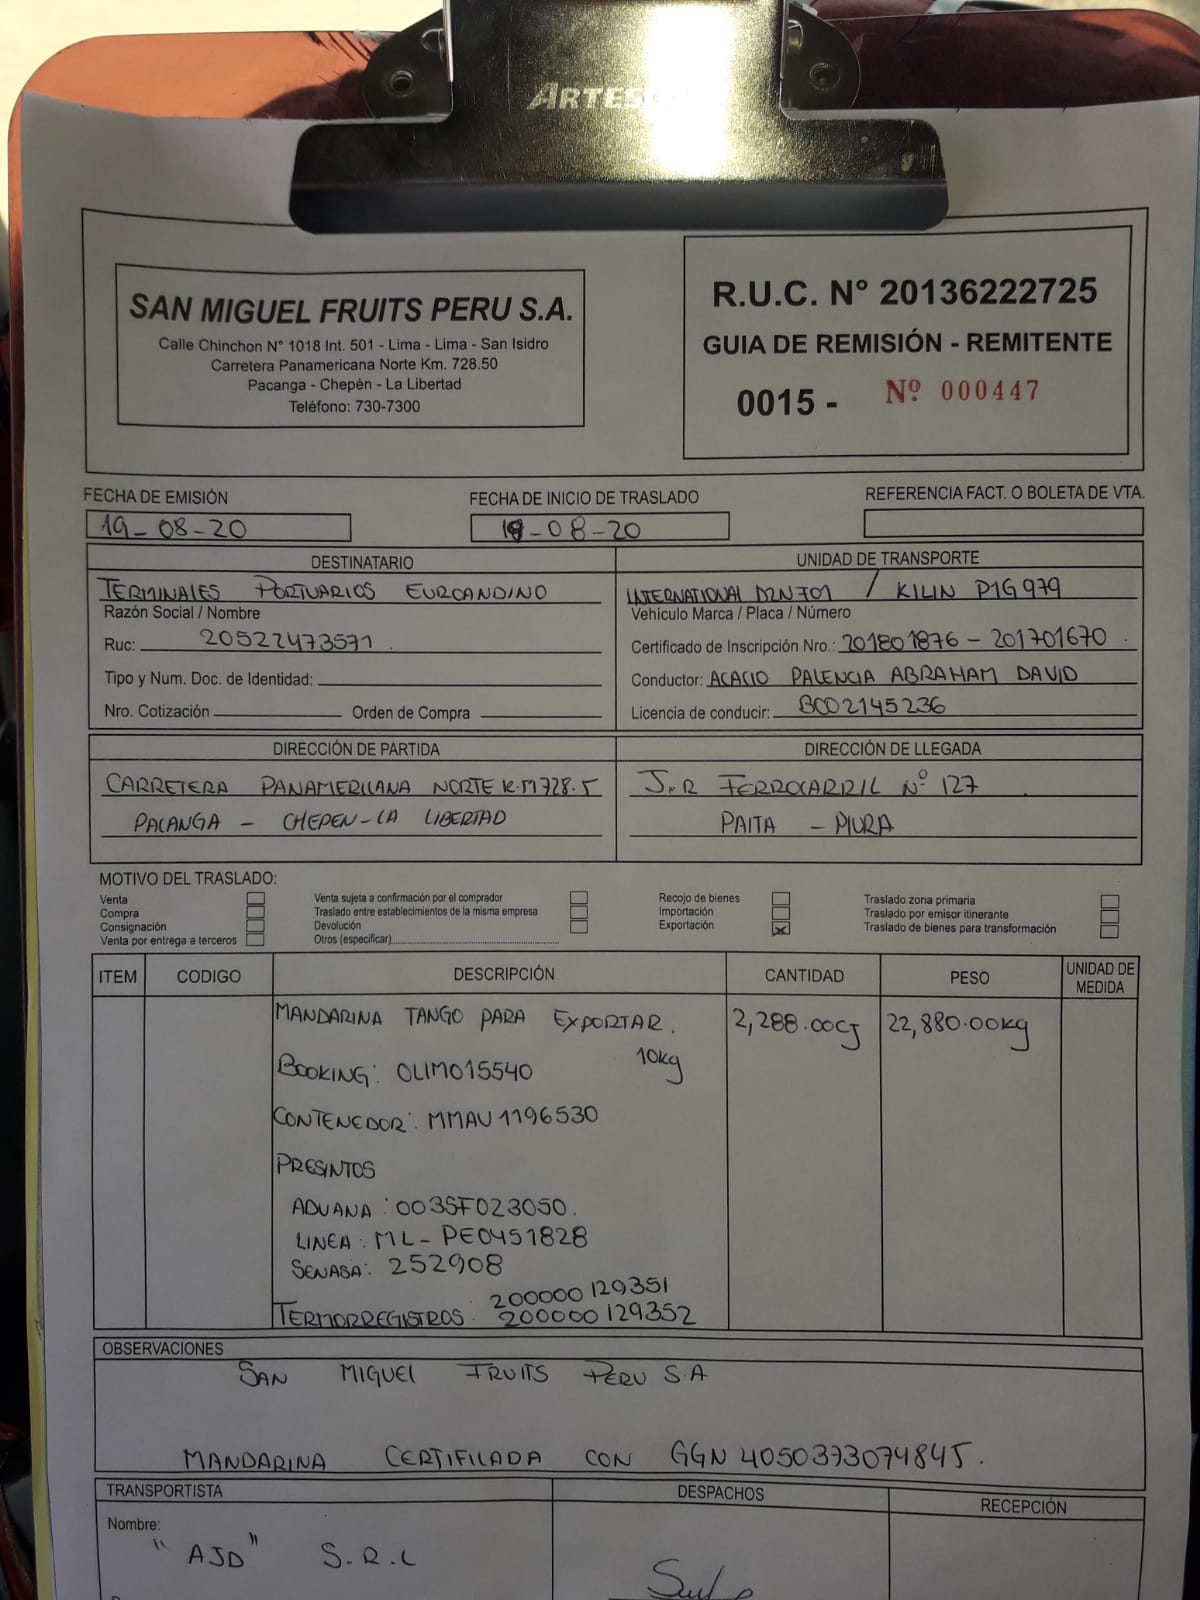 ARTES
SAN MIGUEL FRUITS PERU S.A.
Calle Chinchon N° 1018 Int. 501 - Lima - Lima - San Isidro
Carretera Panamericana Norte Km. 728.50
Pacanga - Chepén - La Libertad
Teléfono: 730-7300
R.U.C. N° 20136222725
GUIA DE REMISIÓN - REMITENTE
0015 - Nº 000447
FECHA DE EMISIÓN
19-08-20
FECHA DE INICIO DE TRASLADO
19-08-20
REFERENCIA FACT. O BOLETA DE VTA.
DESTINATARIO
TERMINALES PORTUARIOS EUROANDINO
Razón Social / Nombre
Ruc: 20522473571
Tipo y Num. Doc. de Identidad:
Nro. Cotización Orden de Compra
UNIDAD DE TRANSPORTE
INTERNATIONAL D2N701 / KILIN P1G979
Vehículo Marca / Placa / Número
Certificado de Inscripción Nro.: 201801876 - 201701670
Conductor: ACACIO PALENCIA ABRAHAM DAVID
Licencia de conducir: BC02145236
DIRECCIÓN DE PARTIDA
CARRETERA PANAMERICANA NORTE K.M 728.5
PACANGA - CHEPEN - LA LIBERTAD
DIRECCIÓN DE LLEGADA
J.R FERROCARRIL Nº 127
PAITA - PIURA
MOTIVO DEL TRASLADO:
Venta
Compra
Consignación
Venta por entrega a terceros
Venta sujeta a confirmación por el comprador
Traslado entre establecimientos de la misma empresa
Devolución
Otros (especificar)
Recojo de bienes
Importación
Exportación X
Traslado zona primaria
Traslado por emisor itinerante
Traslado de bienes para transformación
ITEM CODIGO DESCRIPCIÓN CANTIDAD PESO UNIDAD DE MEDIDA
MANDARINA TANGO PARA EXPORTAR. 2,288.00CJ 22,880.00kg
10kg
BOOKING: OLIM015540
CONTENEDOR: MMAU 1196530
PRESINTOS
ADUANA: 003SF023050.
LINEA: ML-PE0451828
SENASA: 252908
200000129351
TERMORREGISTROS: 200000129352
OBSERVACIONES
SAN MIGUEL FRUITS PERU S.A
MANDARINA CERTIFICADA CON GGN 4050373074845.
TRANSPORTISTA
DESPACHOS
RECEPCIÓN
Nombre:
"AJD" S.R.L